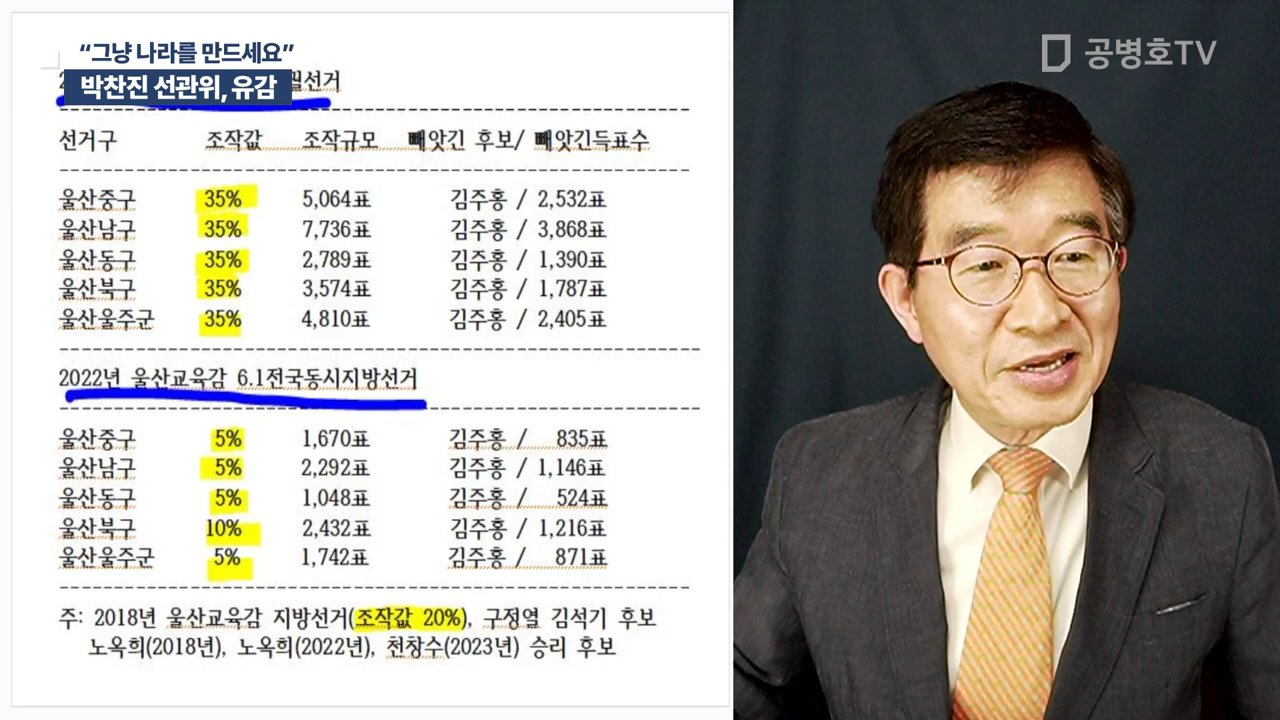 “그냥 나라를 만드세요”
박찬진 선관위, 유감
선거
공병호TV
선거구 조작값 조작규모 빼앗긴 후보/ 빼앗긴득표수
울산중구 35% 5,064표 김주홍 / 2,532표
울산남구 35% 7,736표 김주홍 / 3,868표
울산동구 35% 2,789표 김주홍 / 1,390표
울산북구 35% 3,574표 김주홍 / 1,787표
울산울주군 35% 4,810표 김주홍 / 2,405표
2022년 울산교육감 6.1전국동시지방선거
울산중구 5% 1,670표 김주홍 / 835표
울산남구 5% 2,292표 김주홍 / 1,146표
울산동구 5% 1,048표 김주홍 / 524표
울산북구 10% 2,432표 김주홍 / 1,216표
울산울주군 5% 1,742표 김주홍 / 871표
주: 2018년 울산교육감 지방선거(조작값 20%), 구정열 김석기 후보
노옥희(2018년), 노옥희(2022년), 천창수(2023년) 승리 후보